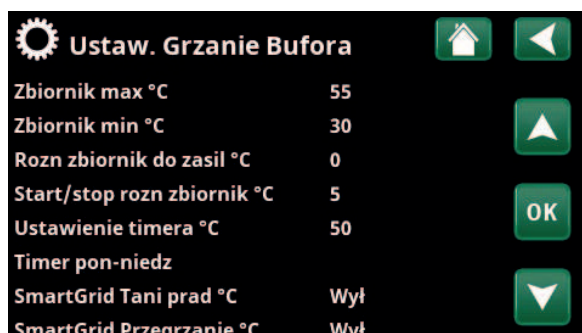 Ustaw. Grzanie Bufora
Zbiornik max °C 55
Zbiornik min °C 30
Rozn zbiornik do zasil °C 0
Start/stop rozn zbiornik °C 5
OK
Ustawienie timera °C 50
Timer pon-niedz
SmartGrid Tani prad °C Wył
SmartGrid Przegrzanie °C Wył